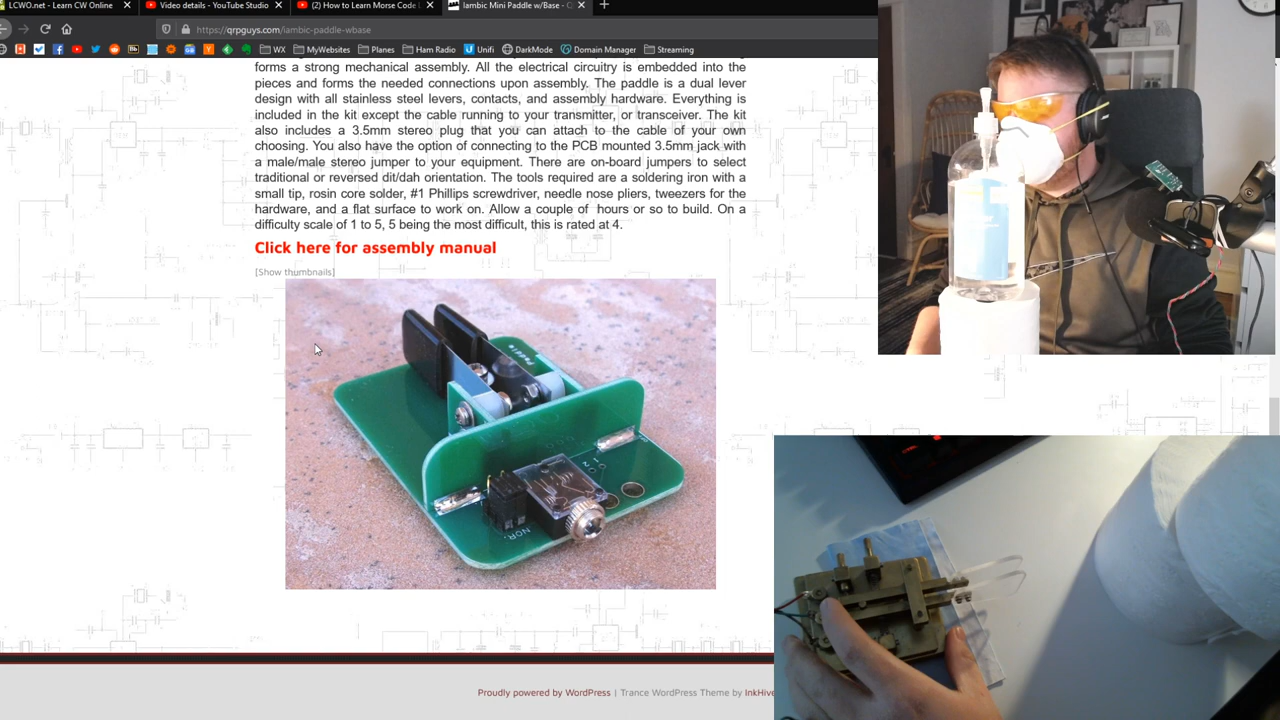 LCWO.net - Learn CW Online
Video details - YouTube Studio
(2) How to Learn Morse Code
Iambic Mini Paddle w/Base -
https://qrpguys.com/iambic-paddle-wbase
WX MyWebsites Planes Ham Radio Unifi DarkMode Domain Manager Streaming
forms a strong mechanical assembly. All the electrical circuitry is embedded into the
pieces and forms the needed connections upon assembly. The paddle is a dual lever
design with all stainless steel levers, contacts, and assembly hardware. Everything is
included in the kit except the cable running to your transmitter, or transceiver. The kit
also includes a 3.5mm stereo plug that you can attach to the cable of your own
choosing. You also have the option of connecting to the PCB mounted 3.5mm jack with
a male/male stereo jumper to your equipment. There are on-board jumpers to select
traditional or reversed dit/dah orientation. The tools required are a soldering iron with a
small tip, rosin core solder, #1 Phillips screwdriver, needle nose pliers, tweezers for the
hardware, and a flat surface to work on. Allow a couple of hours or so to build. On a
difficulty scale of 1 to 5, 5 being the most difficult, this is rated at 4.
Click here for assembly manual
[Show thumbnails]
Paddle
NOR.
Proudly powered by WordPress | Trance WordPress Theme by InkHive